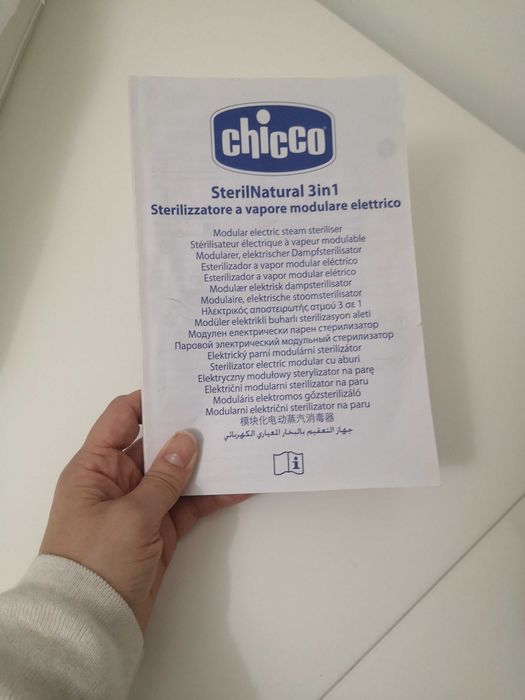 chicco
SterilNatural 3in1
Sterilizzatore a vapore modulare elettrico
Modular electric steam steriliser
Stérilisateur électrique à vapeur modulable
Modularer, elektrischer Dampfsterilisator
Esterilizador a vapor modular eléctrico
Esterilizador a vapor modular elétrico
Modulær elektrisk dampsterilisator
Modulaire, elektrische stoomsterilisator
Ηλεκτρικός αποστειρωτής ατμού 3 σε 1
Modüler elektrikli buharlı sterilizasyon aleti
Модулен електрически парен стерилизатор
Паровой электрический модульный стерилизатор
Elektrický parní modulární sterilizátor
Sterilizator electric modular cu aburi
Elektryczny modułowy sterylizator na parę
Električni modularni sterilizator na paru
Moduláris elektromos gőzsterilizáló
Modularni električni sterilizator na paru
模块化电动蒸汽消毒器
جهاز التعقيم بالبخار المعياري الكهربائي
i